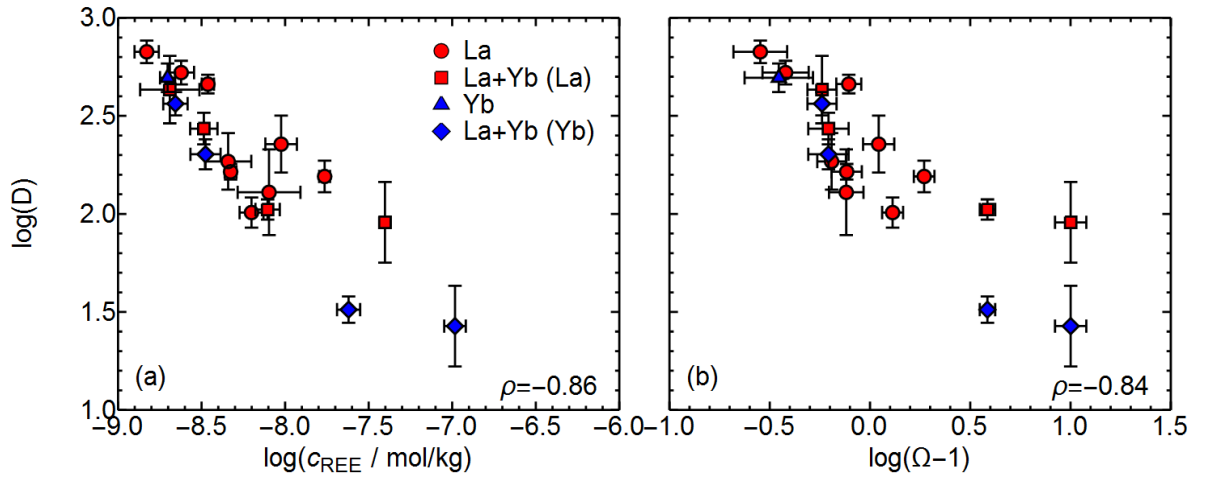 3.0
2.5
2.0
1.5
1.0
log(D)
La
La+Yb (La)
Yb
La+Yb (Yb)
(a)
ρ=−0.86
−9.0 −8.5 −8.0 −7.5 −7.0 −6.5 −6.0
log(cREE / mol/kg)
(b)
ρ=−0.84
−1.0 −0.5 0.0 0.5 1.0 1.5
log(Ω−1)